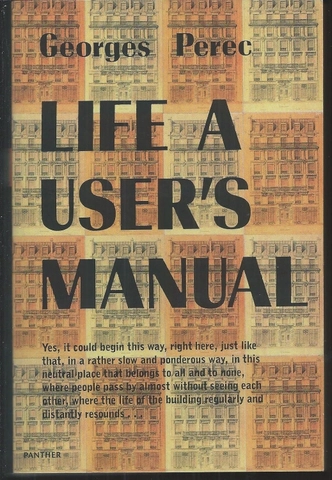 Georges Perec
LIFE A
USER'S
MANUAL
Yes, it could begin this way, right here, just like
that, in a rather slow and ponderous way, in this
neutral place that belongs to all and to none,
where people pass by almost without seeing each
other, where the life of the building regularly and
distantly resounds . . .
PANTHER